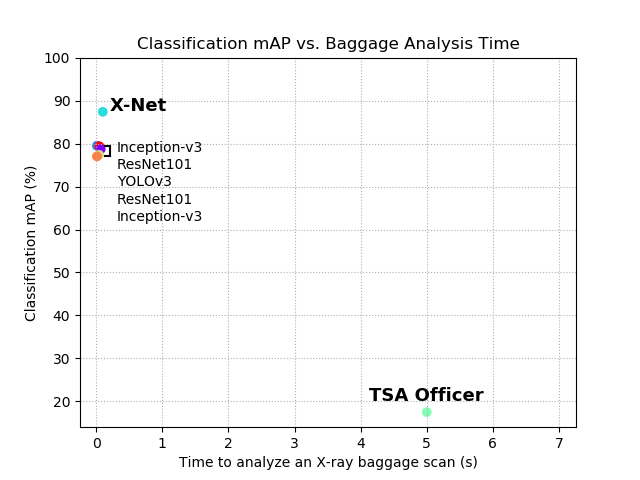 Classification mAP vs. Baggage Analysis Time
100
90
80
70
60
50
40
30
20
Classification mAP (%)
X-Net
Inception-v3
ResNet101
YOLOv3
ResNet101
Inception-v3
TSA Officer
0 1 2 3 4 5 6 7
Time to analyze an X-ray baggage scan (s)